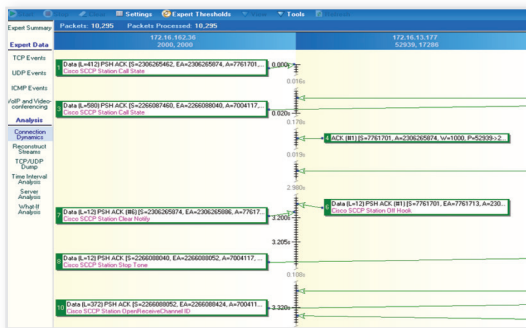 Settings Expert Thresholds Tools
Expert Summary
Packets: 10,295 Packets Processed: 10,295
172.16.162.36
2000, 2000
172.16.13.177
52939, 17288
Expert Data
TCP Events
UDP Events
ICMP Events
VoIP and Video-
conferencing
Analysis
Connection
Dynamics
Reconstruct
Streams
TCP/UDP
Dump
Time Interval
Analysis
Server
Analysis
What-If
Analysis
Data (L=412) PSH ACK [S=2306265462, EA=2306265874, A=7761701,...
Cisco SCCP Station Call State
0.000s
0.016s
Data (L=580) PSH ACK [S=2266087460, EA=2266088040, A=7004117,...
Cisco SCCP Station Call State
0.020s
0.179s
4 ACK (#1) [S=7761701, A=2306265874, W=1000, P=52939->2...
0.019s
2.960s
Data (L=12) PSH ACK (#1) [S=7761701, EA=7761713, A=230...
Cisco SCCP Station Off Hook
7 Data (L=12) PSH ACK (#6) [S=2306265874, EA=2306265886, A=77617...
Cisco SCCP Station Clear Notify
3.200s
3.205s
8 Data (L=12) PSH ACK [S=2266088040, EA=2266088052, A=7004117,...
Cisco SCCP Station Stop Tone
0.108s
10 Data (L=372) PSH ACK [S=2266088052, EA=2266088424, A=700411...
Cisco SCCP Station OpenReceiveChannel ID
3.320s